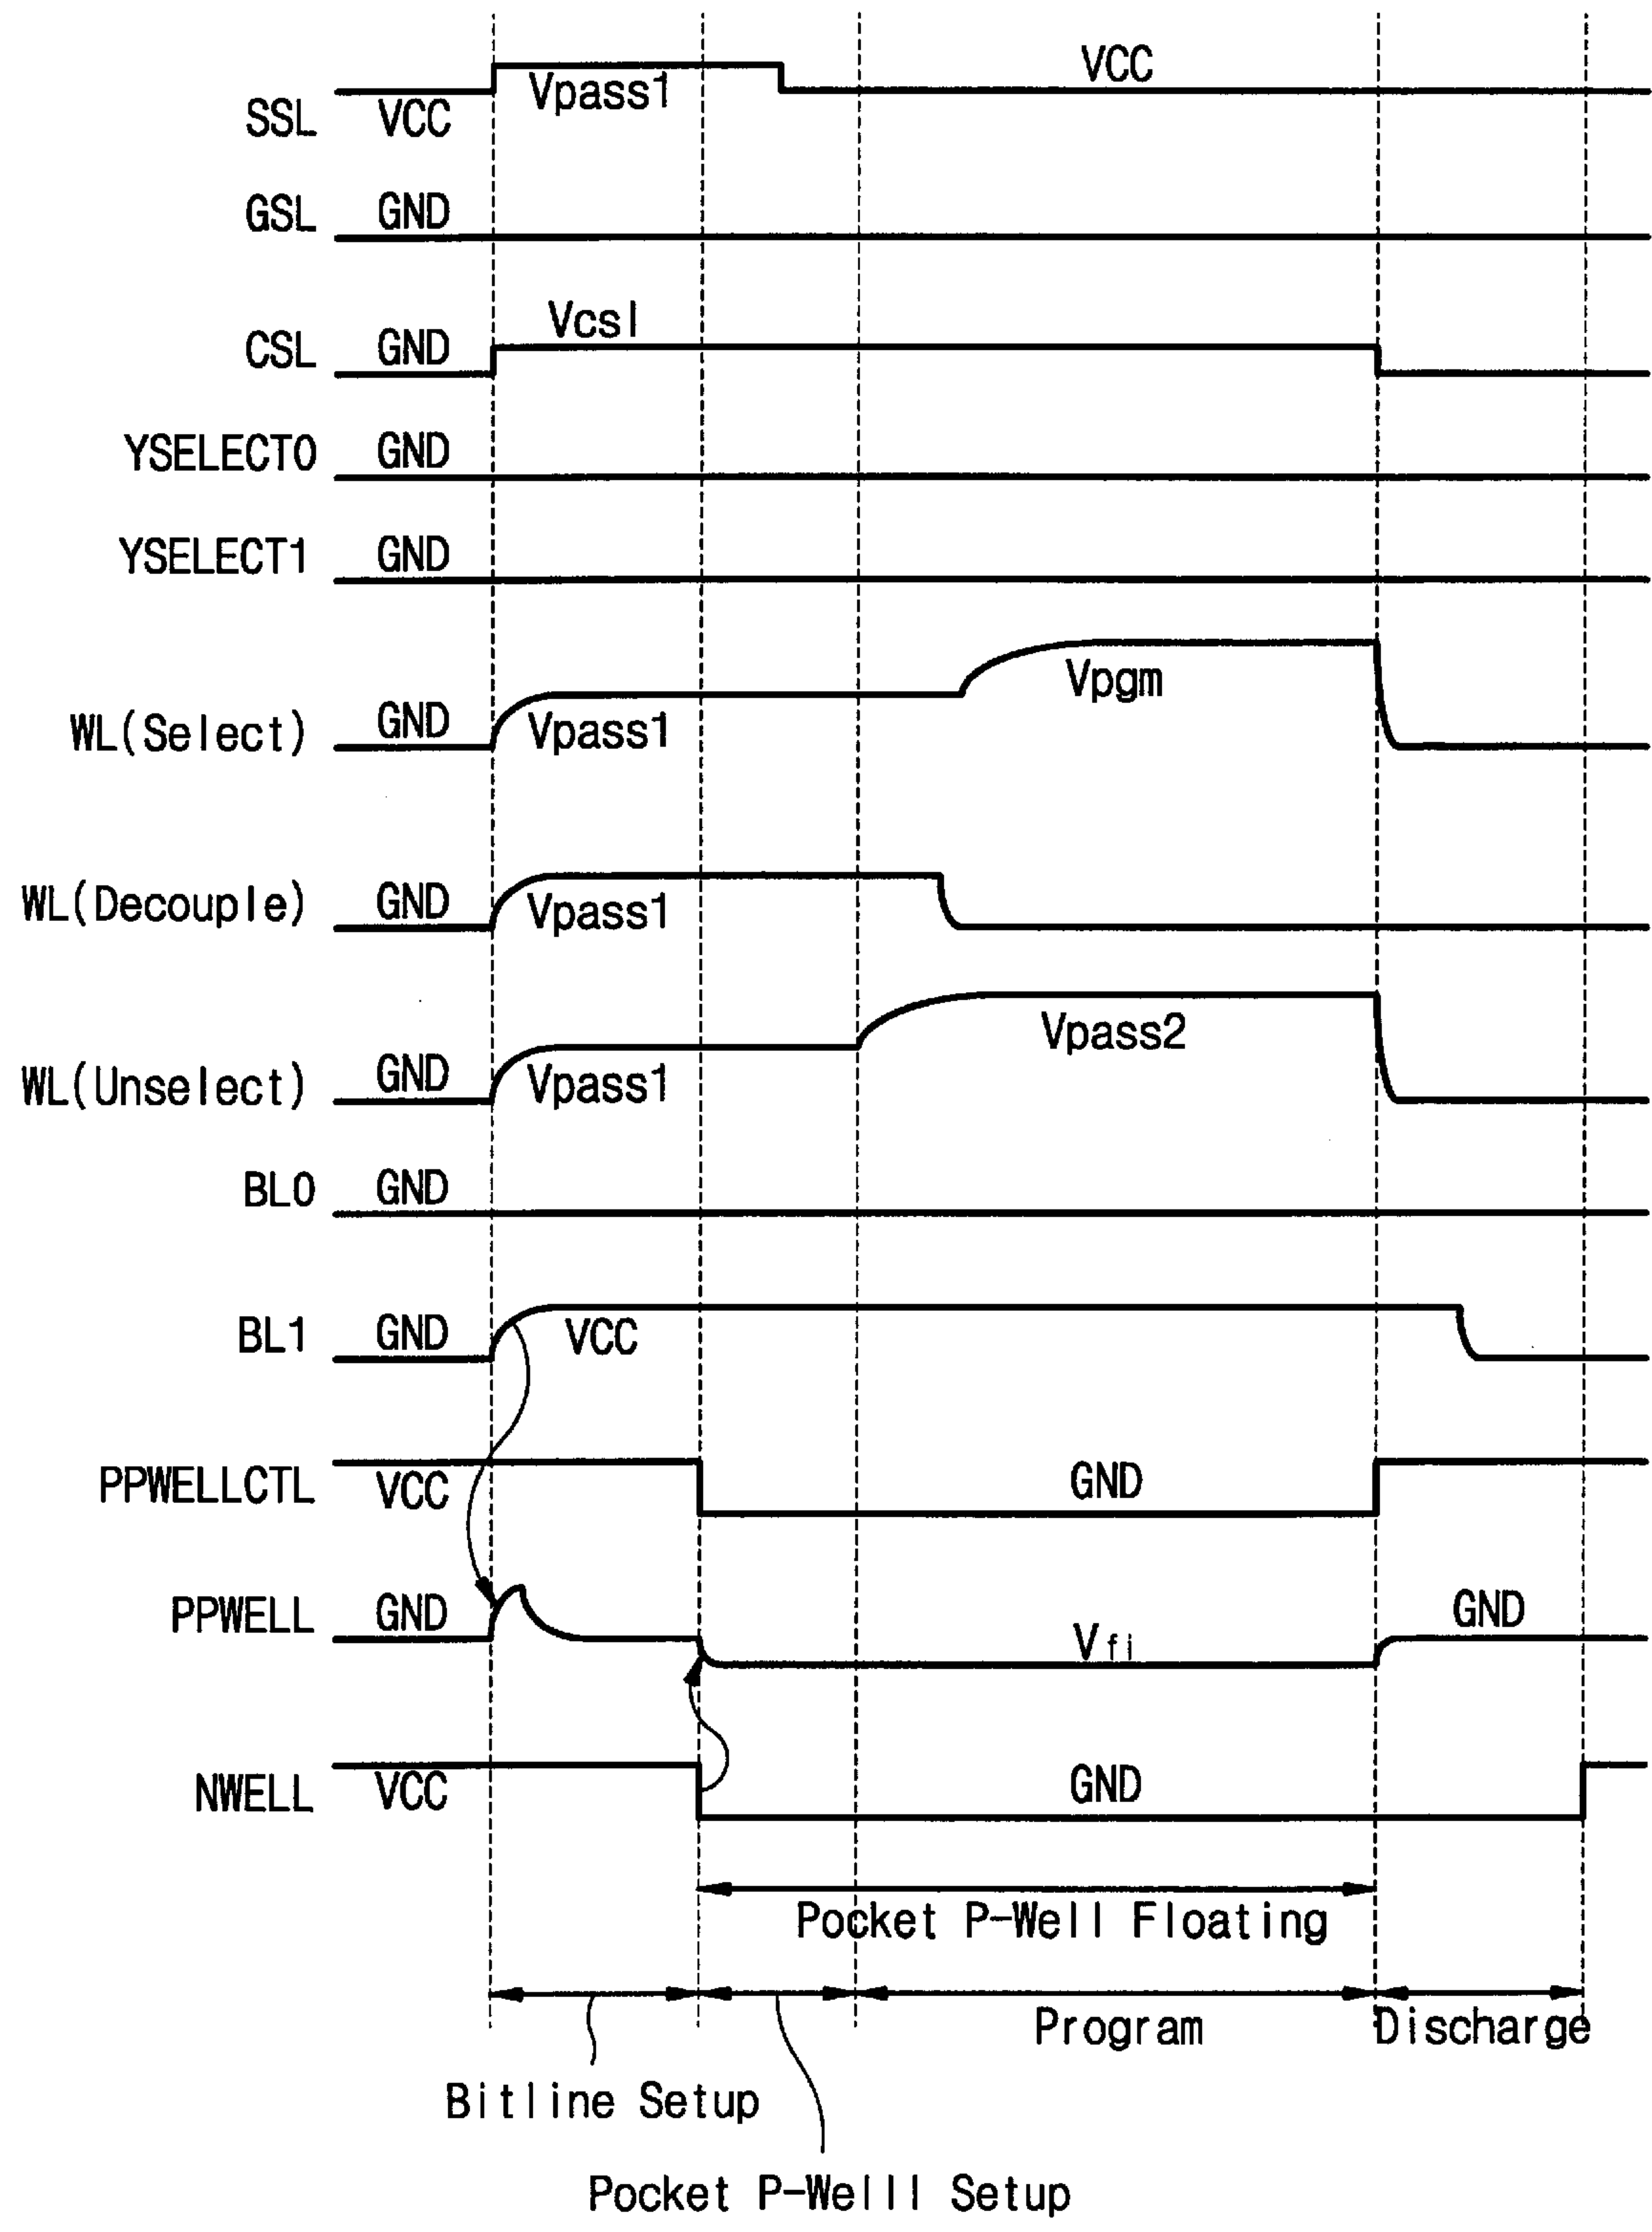 VCC
Vpass1
SSL VCC
GSL GND
Vcsl
CSL GND
YSELECT0 GND
YSELECT1 GND
Vpgm
WL(Select) GND Vpass1
WL(Decouple) GND Vpass1
Vpass2
WL(Unselect) GND Vpass1
BL0 GND
BL1 GND VCC
PPWELLCTL VCC GND
PPWELL GND Vfi GND
NWELL VCC GND
Pocket P-Well Floating
Program Discharge
Bitline Setup
Pocket P-Welll Setup